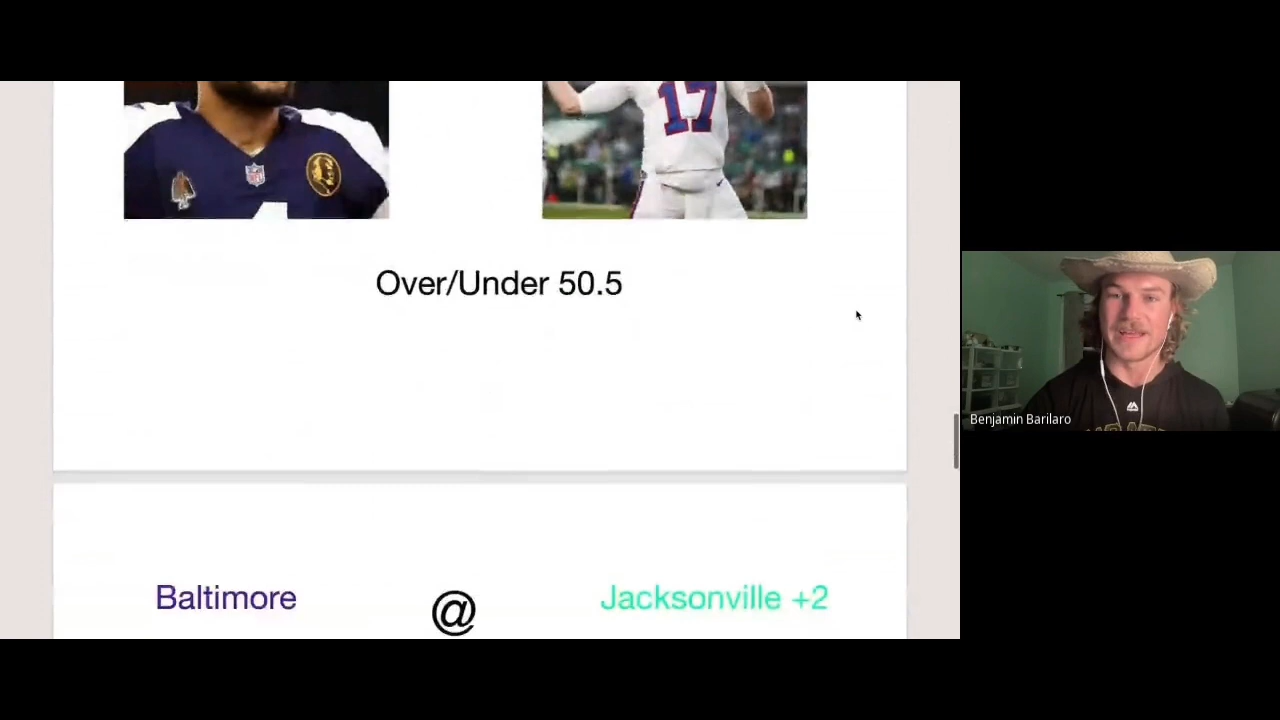 17
Over/Under 50.5
Baltimore
@
Jacksonville +2
Benjamin Barilaro